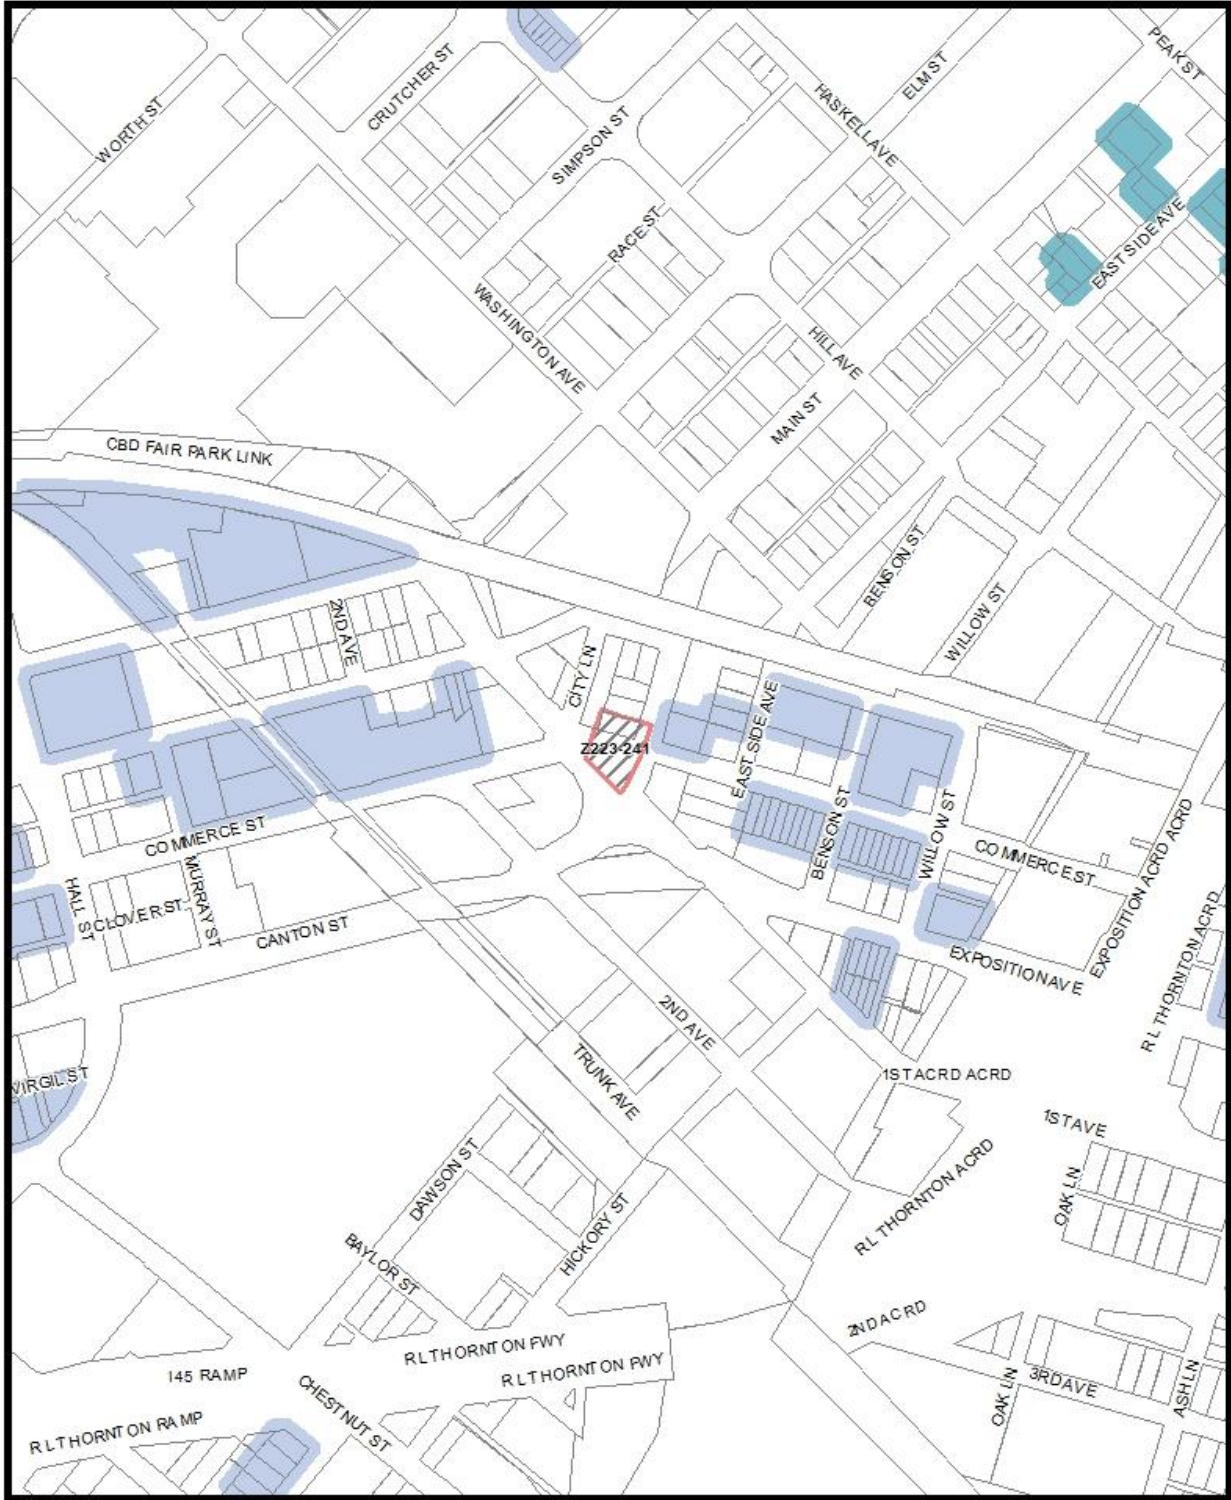 PEAK ST
ELM ST
CRUTCHER ST
HASKELL AVE
WORTH ST
SIMPSON ST
RACE ST
EAST SIDE AVE
WASHINGTON AVE
HILL AVE
MAIN ST
CBD FAIR PARK LINK
BENSON ST
WILLOW ST
2ND AVE
CITY LN
EAST SIDE AVE
Z223-241
BENSON ST
WILLOW ST
COMMERCE ST
COMMERCE ST
EXPOSITION ACRD ACRD
MURRAY ST
HALL ST
CLOVER ST
CANTON ST
EXPOSITION AVE
R L THORNTON ACRD
2ND AVE
TRUNK AVE
VIRGIL ST
1ST ACRD ACRD
1ST AVE
DAWSON ST
R L THORNTON ACRD
OAK LN
HICKORY ST
BAYLOR ST
2ND ACRD
R L THORNTON FWY
R L THORNTON FWY
I45 RAMP
CHESTNUT ST
3RD AVE
OAK LN
ASH LN
R L THORNTON RAMP